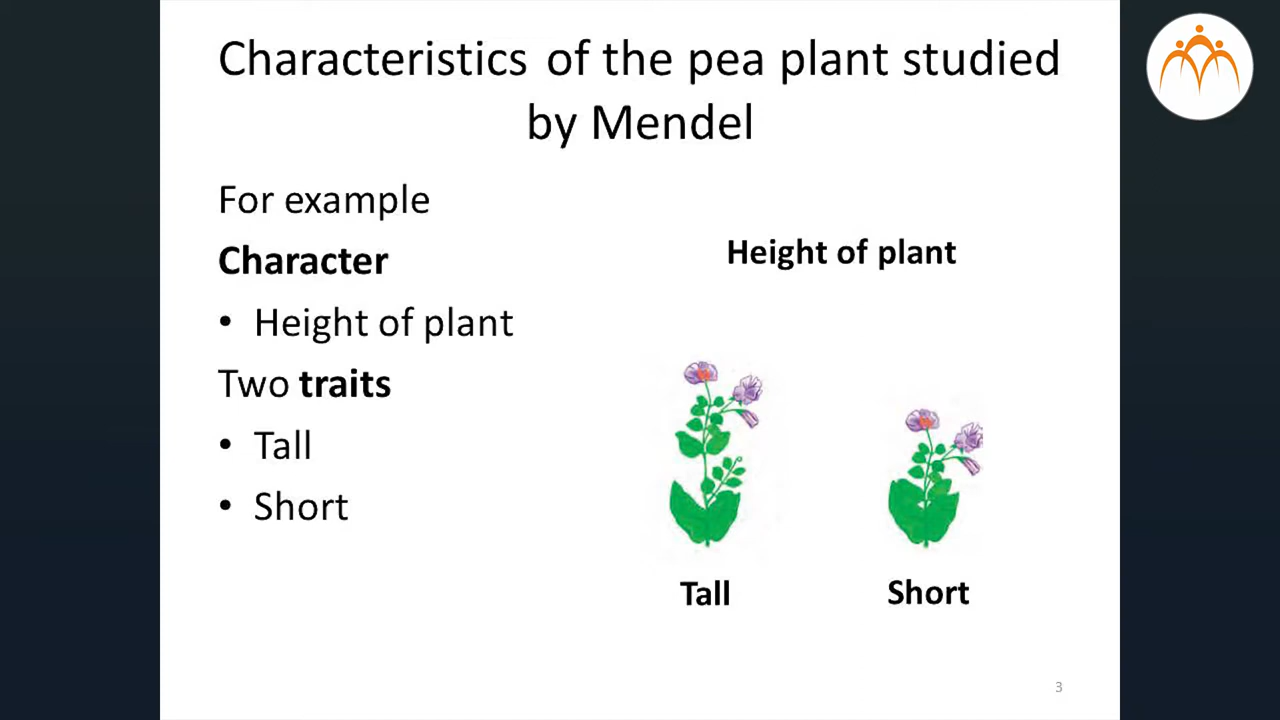 Characteristics of the pea plant studied
by Mendel
For example
Character
• Height of plant
Two traits
• Tall
• Short
Height of plant
Tall
Short
3